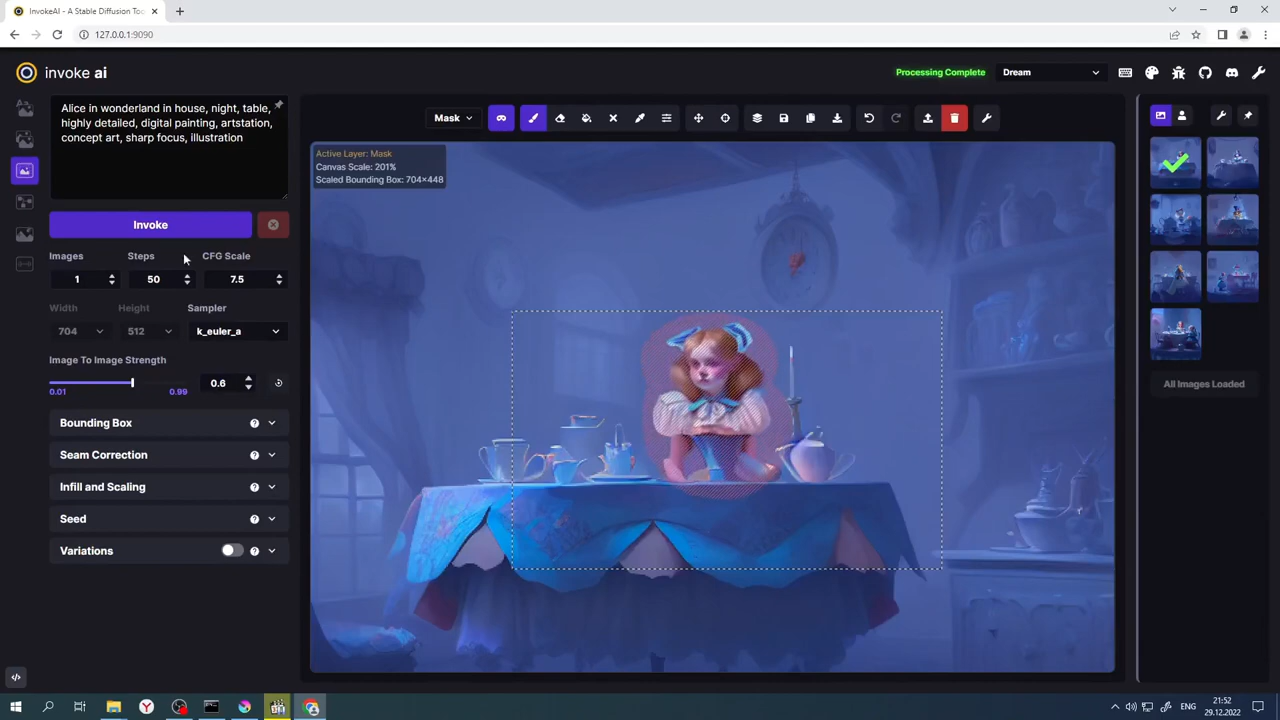 InvokeAI - A Stable Diffusion Too
127.0.0.1:9090
invoke ai
Processing Complete
Dream
Alice in wonderland in house, night, table,
highly detailed, digital painting, artstation,
concept art, sharp focus, illustration
Mask
Active Layer: Mask
Canvas Scale: 201%
Scaled Bounding Box: 704×448
Invoke
Images
Steps
CFG Scale
1
50
7.5
Width
Height
Sampler
704
512
k_euler_a
Image To Image Strength
0.6
0.01
0.99
Bounding Box
Seam Correction
Infill and Scaling
Seed
Variations
All Images Loaded
ENG
21:52
29.12.2022